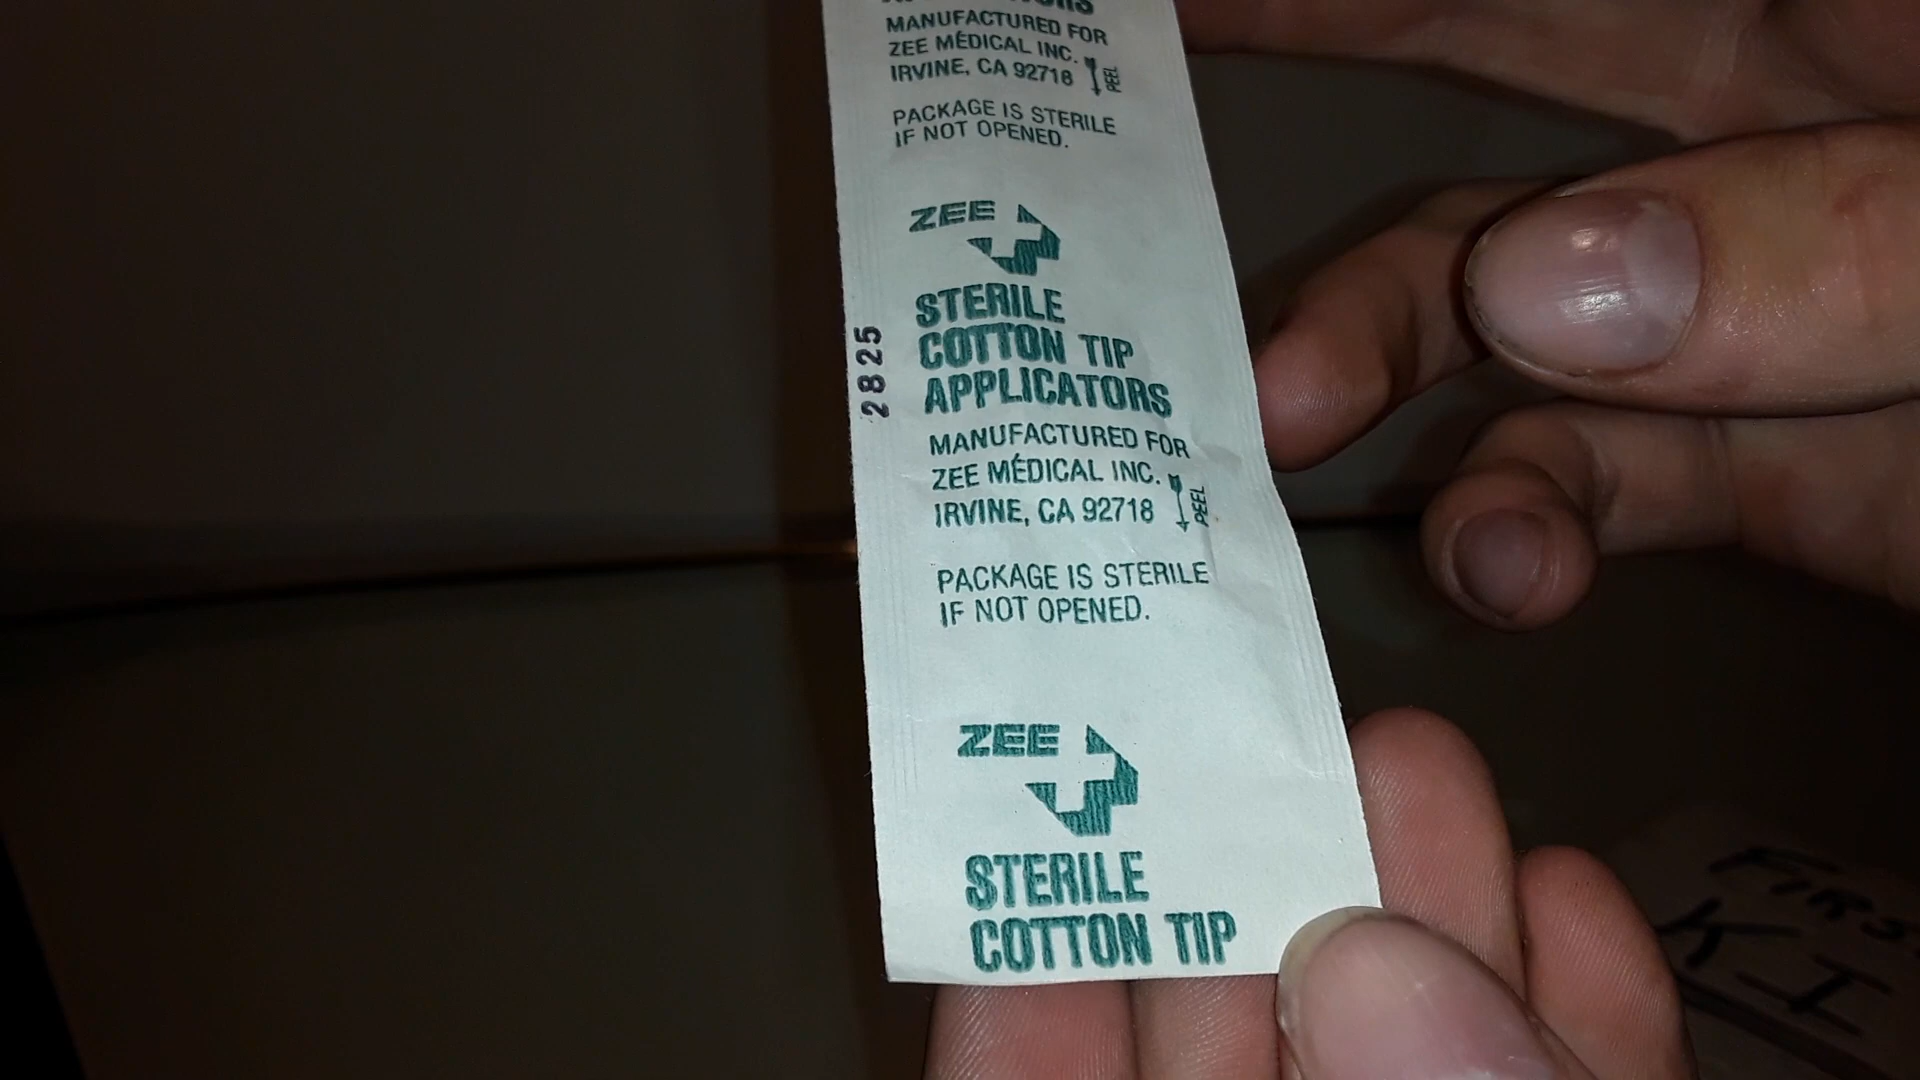 MANUFACTURED FOR
ZEE MÉDICAL INC.
IRVINE, CA 92718
PEEL
PACKAGE IS STERILE
IF NOT OPENED.
ZEE
STERILE
COTTON TIP
APPLICATORS
2825
MANUFACTURED FOR
ZEE MÉDICAL INC.
IRVINE, CA 92718
PEEL
PACKAGE IS STERILE
IF NOT OPENED.
ZEE
STERILE
COTTON TIP